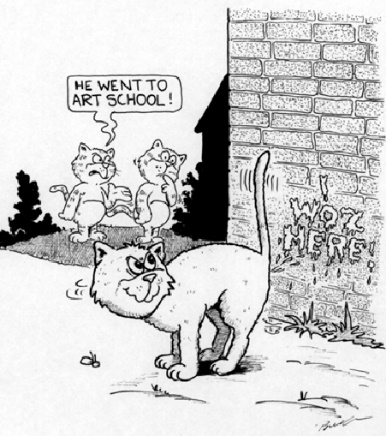 HE WENT TO
ART SCHOOL!
I
WOZ
HERE!